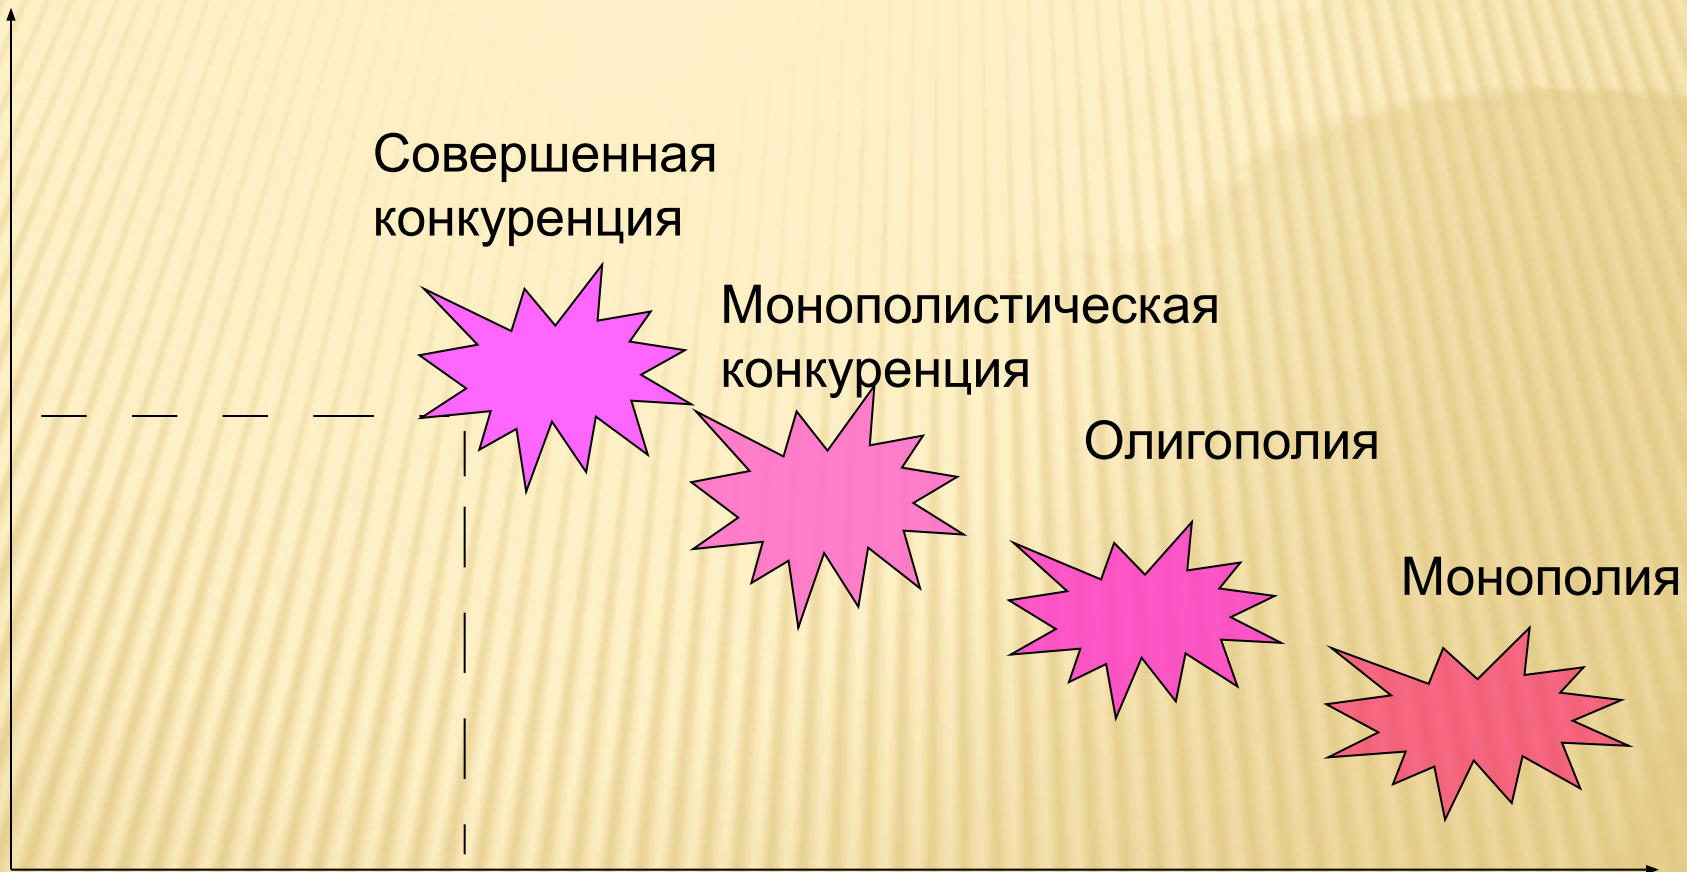 Совершенная
конкуренция
Монополистическая
конкуренция
Олигополия
Монополия